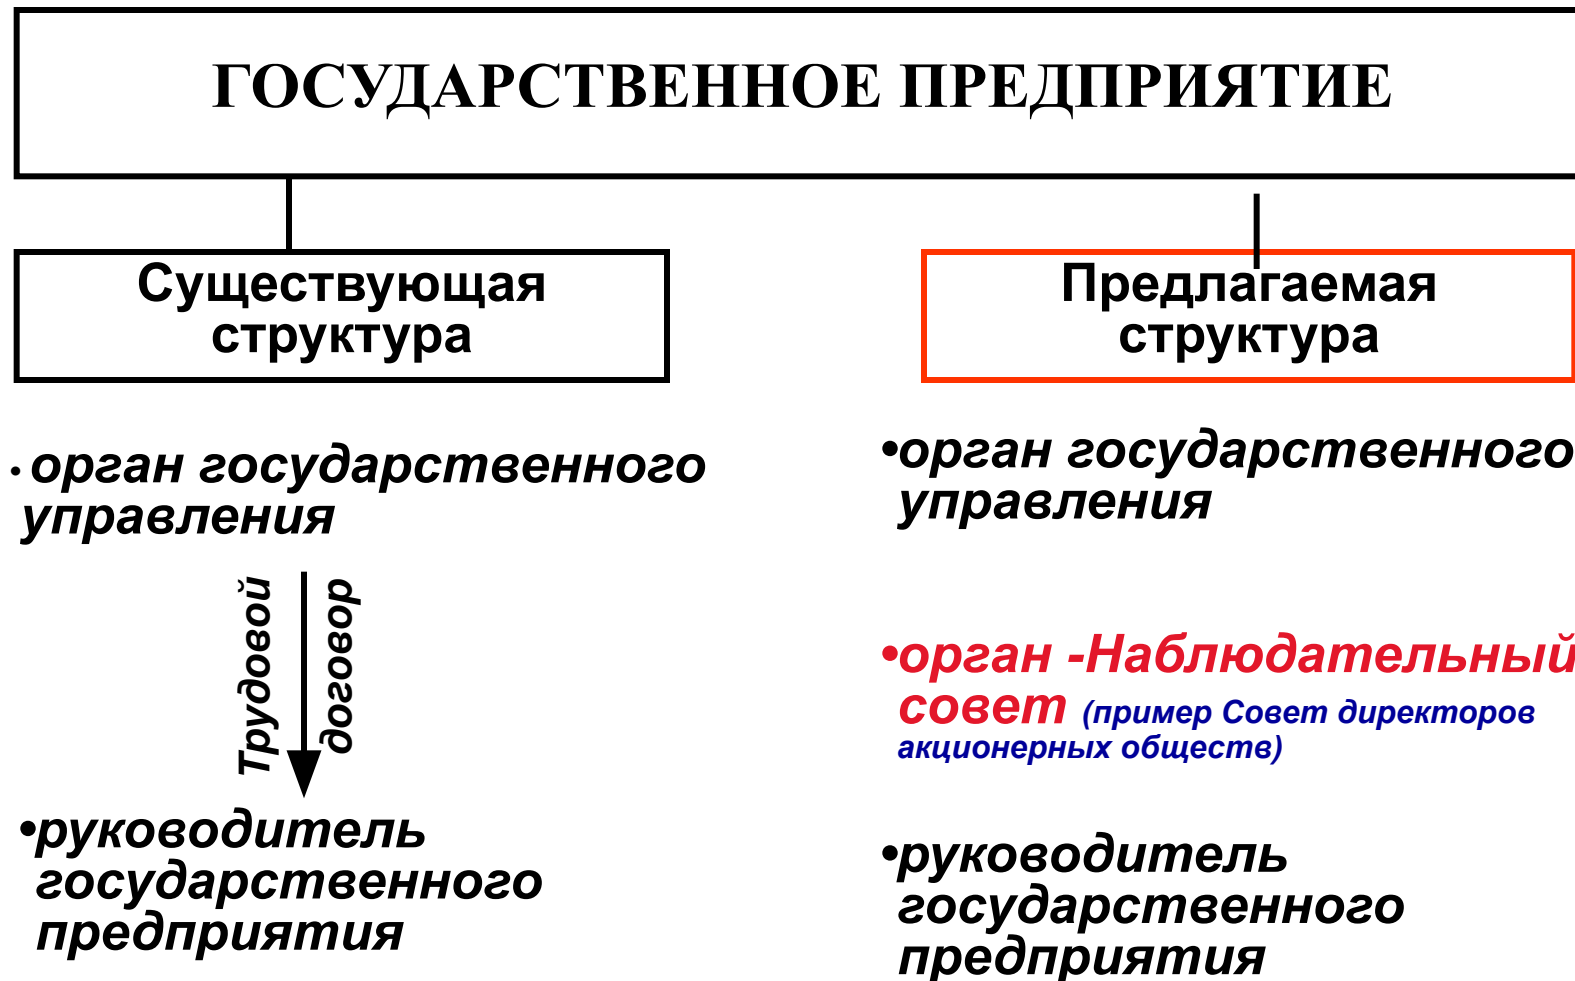 ГОСУДАРСТВЕННОЕ ПРЕДПРИЯТИЕ
Существующая
структура
• орган государственного
управления
Трудовой
договор
•руководитель
государственного
предприятия
Предлагаемая
структура
•орган государственного
управления
•орган -Наблюдательный
совет (пример Совет директоров
акционерных обществ)
•руководитель
государственного
предприятия